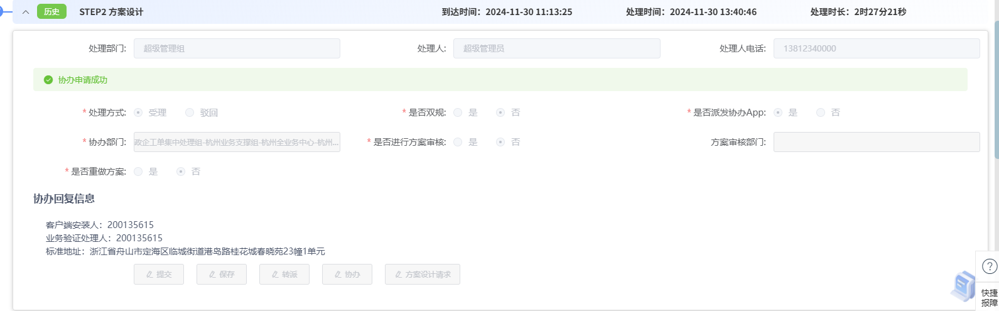 历史 STEP2 方案设计 到达时间：2024-11-30 11:13:25 处理时间：2024-11-30 13:40:46 处理时长：2时27分21秒
处理部门: 超级管理组 处理人: 超级管理员 处理人电话: 13812340000
协办申请成功
* 处理方式: 受理 驳回 * 是否双规: 是 否 * 是否派发协办App: 是 否
* 协办部门: 政企工单集中处理组-杭州业务支撑组-杭州全业务中心-杭州... * 是否进行方案审核: 是 否 方案审核部门:
* 是否重做方案: 是 否
协办回复信息
客户端安装人：200135615
业务验证处理人：200135615
标准地址：浙江省舟山市定海区临城街道港岛路桂花城春晓苑23幢1单元
提交 保存 转派 协办 方案设计请求
?
快捷
报障